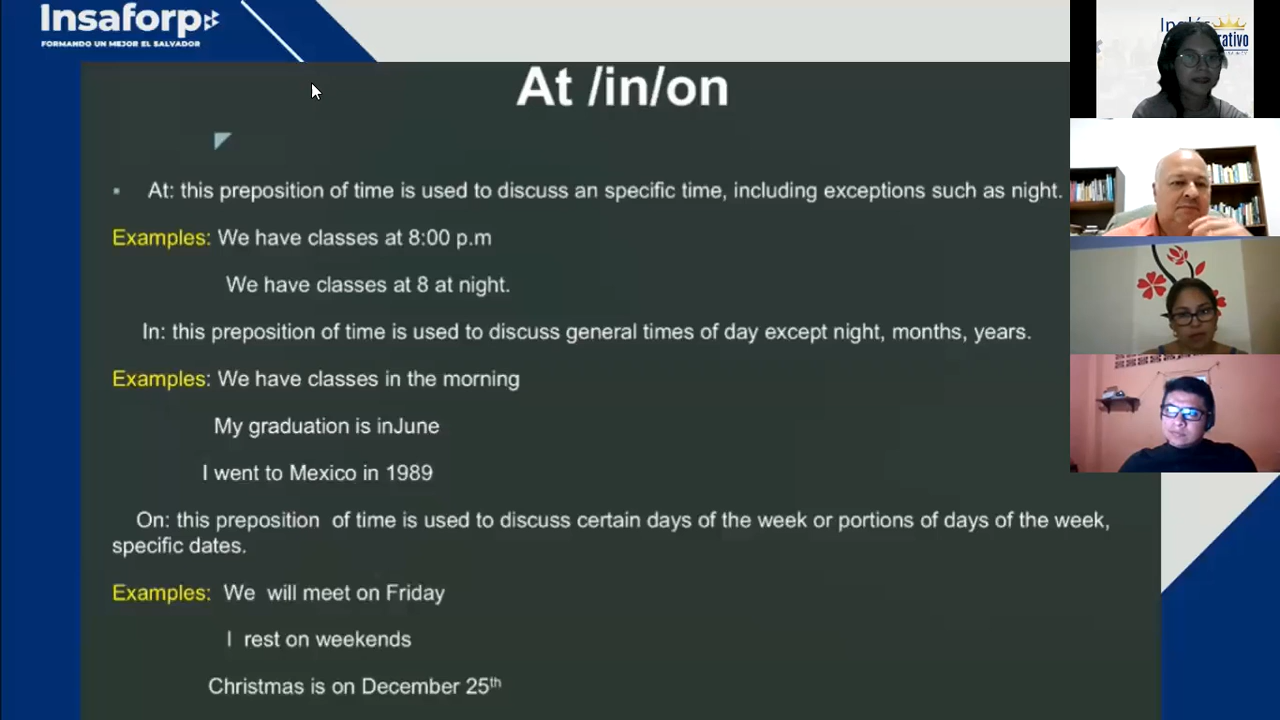 Insaforp
FORMANDO UN MEJOR EL SALVADOR
At /in/on
▪ At: this preposition of time is used to discuss an specific time, including exceptions such as night.
Examples: We have classes at 8:00 p.m
We have classes at 8 at night.
In: this preposition of time is used to discuss general times of day except night, months, years.
Examples: We have classes in the morning
My graduation is inJune
I went to Mexico in 1989
On: this preposition  of time is used to discuss certain days of the week or portions of days of the week,
specific dates.
Examples:  We  will meet on Friday
I  rest on weekends
Christmas is on December 25th